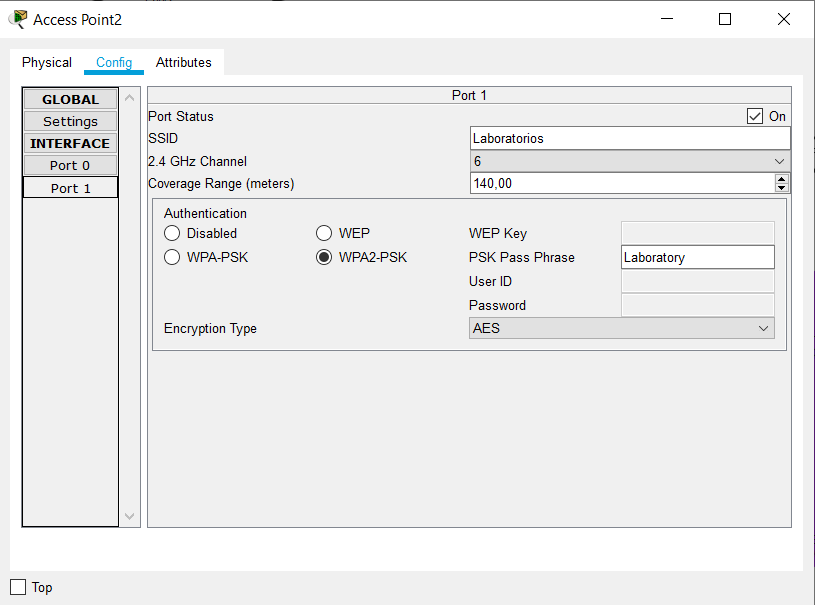 Access Point2
Physical Config Attributes
GLOBAL
Settings
INTERFACE
Port 0
Port 1
Port 1
Port Status On
SSID Laboratorios
2.4 GHz Channel 6
Coverage Range (meters) 140,00
Authentication
Disabled WEP WEP Key
WPA-PSK WPA2-PSK PSK Pass Phrase Laboratory
User ID
Password
Encryption Type AES
Top